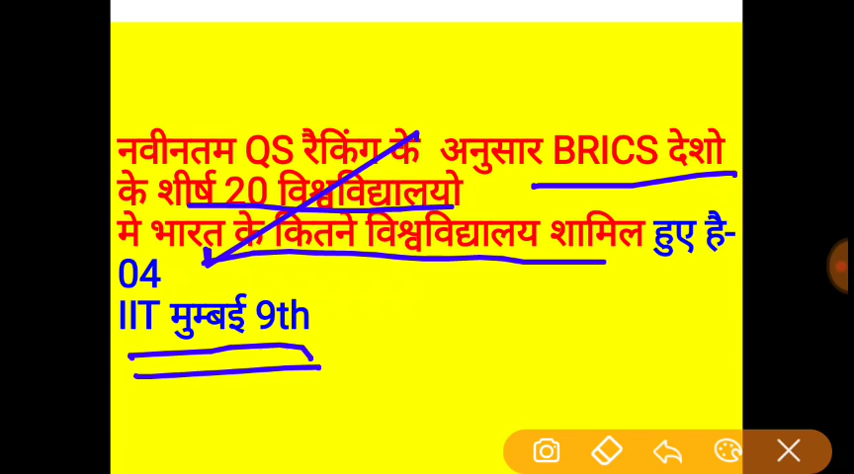 नवीनतम QS रैकिंग के अनुसार BRICS देशो
के शीर्ष 20 विश्वविद्यालयो
मे भारत के कितने विश्वविद्यालय शामिल हुए है-
04
IIT मुम्बई 9th